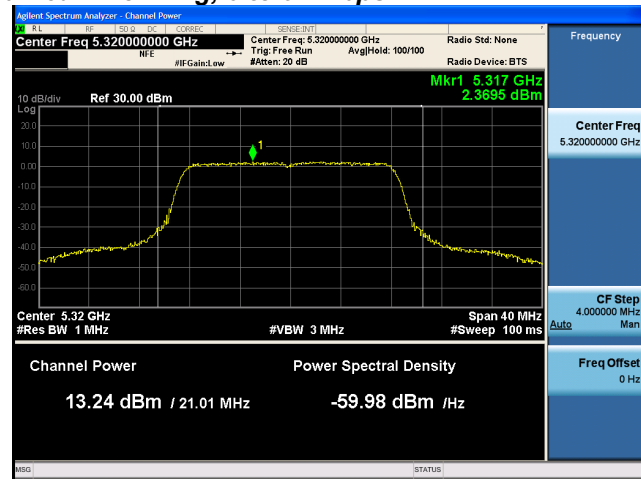 Agilent Spectrum Analyzer - Channel Power
RL RF 50 Ω DC CORREC SENSE:INT
Center Freq 5.320000000 GHz
NFE
#IFGain:Low
Center Freq: 5.320000000 GHz
Trig: Free Run Avg|Hold: 100/100
#Atten: 20 dB
Radio Std: None
Radio Device: BTS
Mkr1 5.317 GHz
2.3695 dBm
10 dB/div Ref 30.00 dBm
Log
20.0
10.0
0.00
-10.0
-20.0
-30.0
-40.0
-50.0
-60.0
1
Center 5.32 GHz Span 40 MHz
#Res BW 1 MHz #VBW 3 MHz #Sweep 100 ms
Channel Power Power Spectral Density
13.24 dBm / 21.01 MHz -59.98 dBm /Hz
MSG STATUS
Frequency
Center Freq
5.320000000 GHz
CF Step
4.000000 MHz
Auto Man
Freq Offset
0 Hz